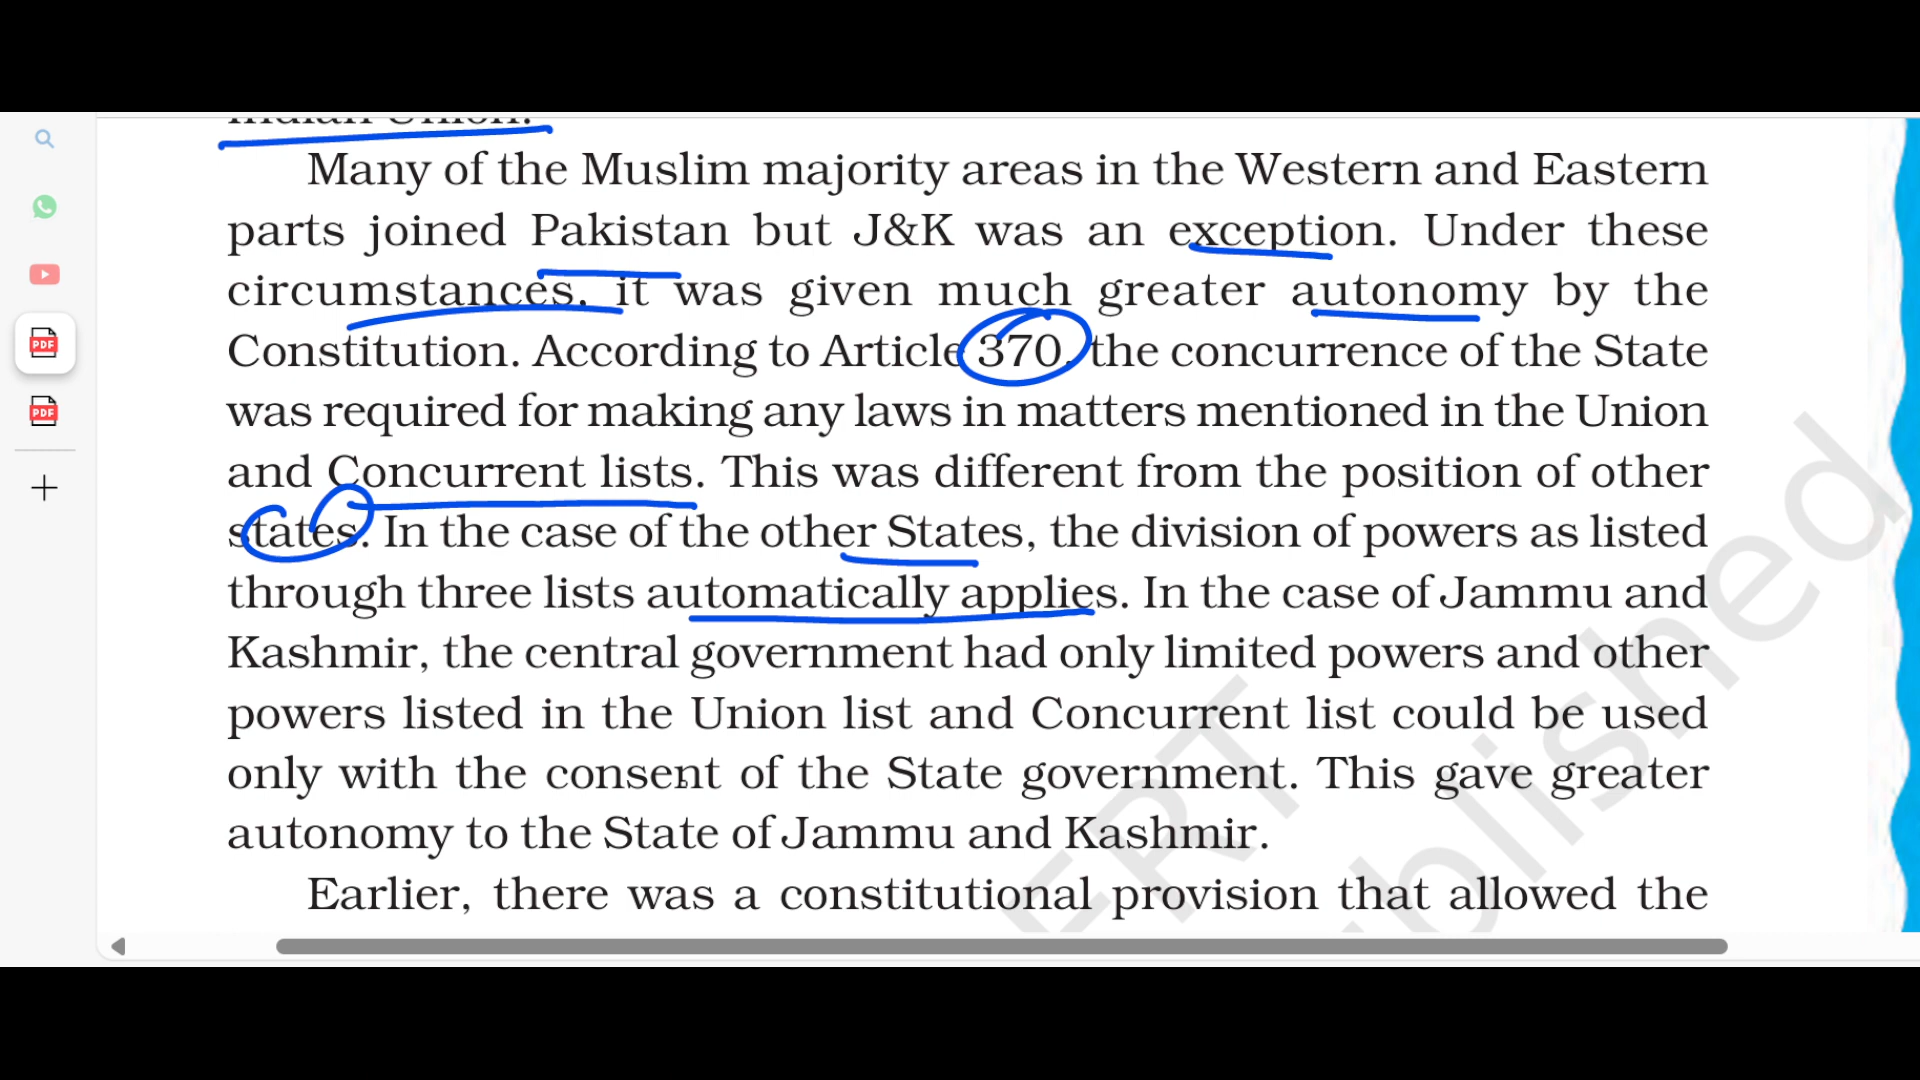 Indian Union.
Many of the Muslim majority areas in the Western and Eastern
parts joined Pakistan but J&K was an exception. Under these
circumstances, it was given much greater autonomy by the
Constitution. According to Article 370, the concurrence of the State
was required for making any laws in matters mentioned in the Union
and Concurrent lists. This was different from the position of other
states. In the case of the other States, the division of powers as listed
through three lists automatically applies. In the case of Jammu and
Kashmir, the central government had only limited powers and other
powers listed in the Union list and Concurrent list could be used
only with the consent of the State government. This gave greater
autonomy to the State of Jammu and Kashmir.
Earlier, there was a constitutional provision that allowed the
PDF
PDF